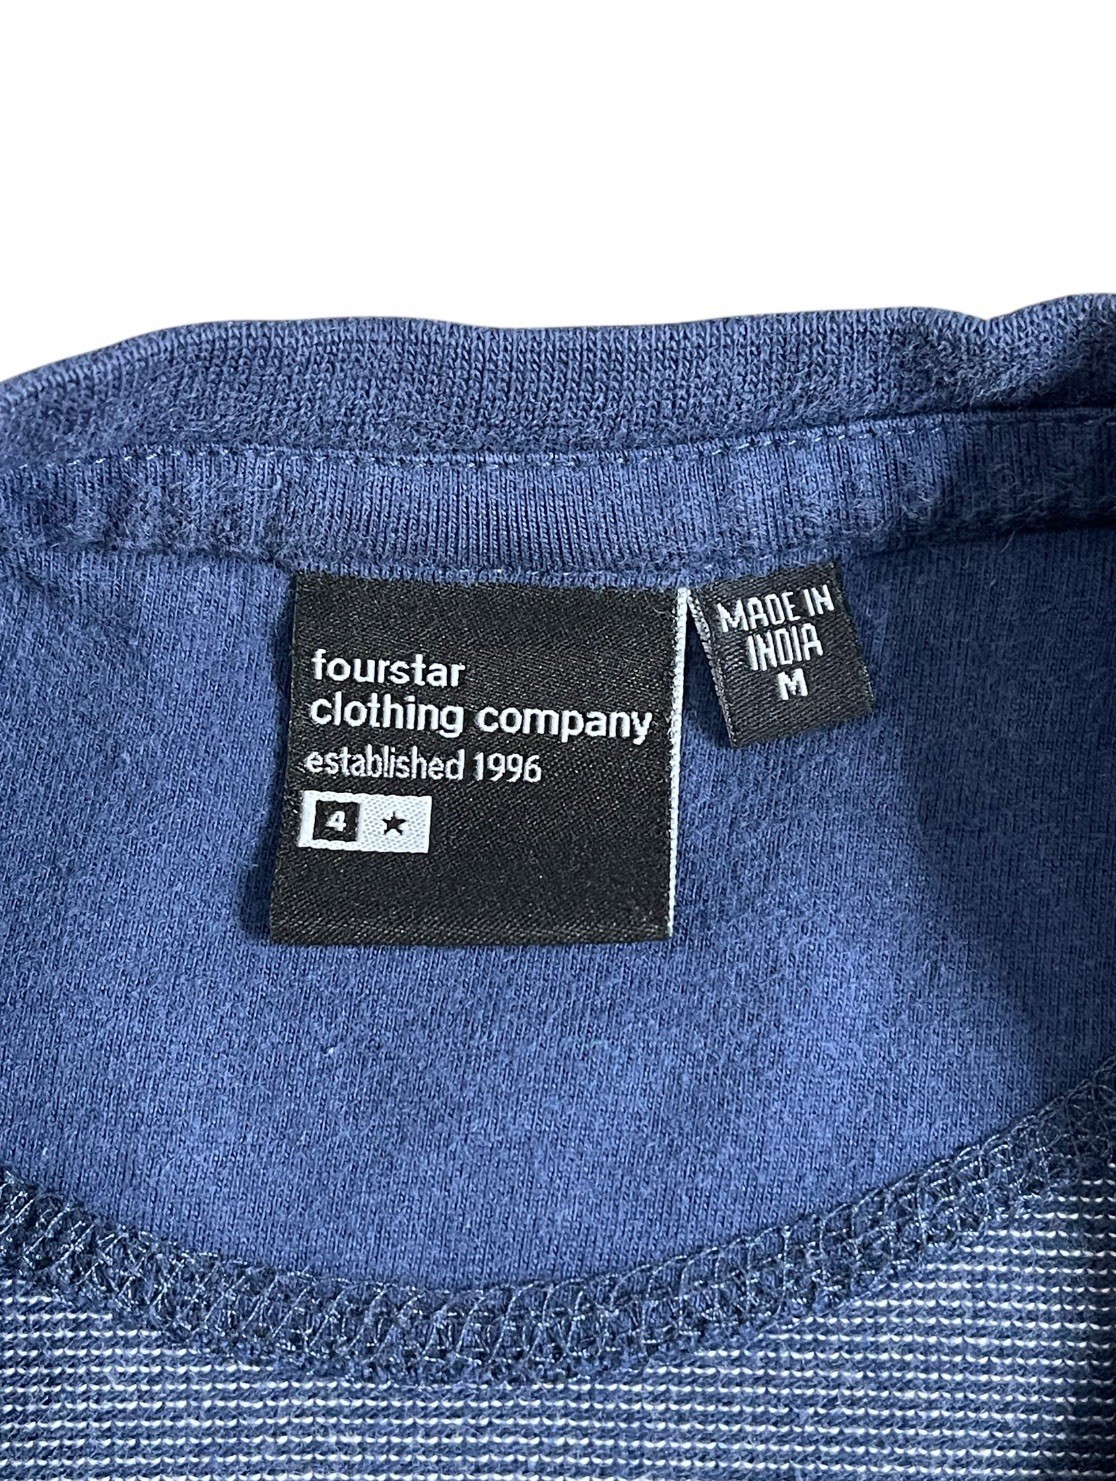 fourstar
clothing company
established 1996
4 ★
MADE IN
INDIA
M